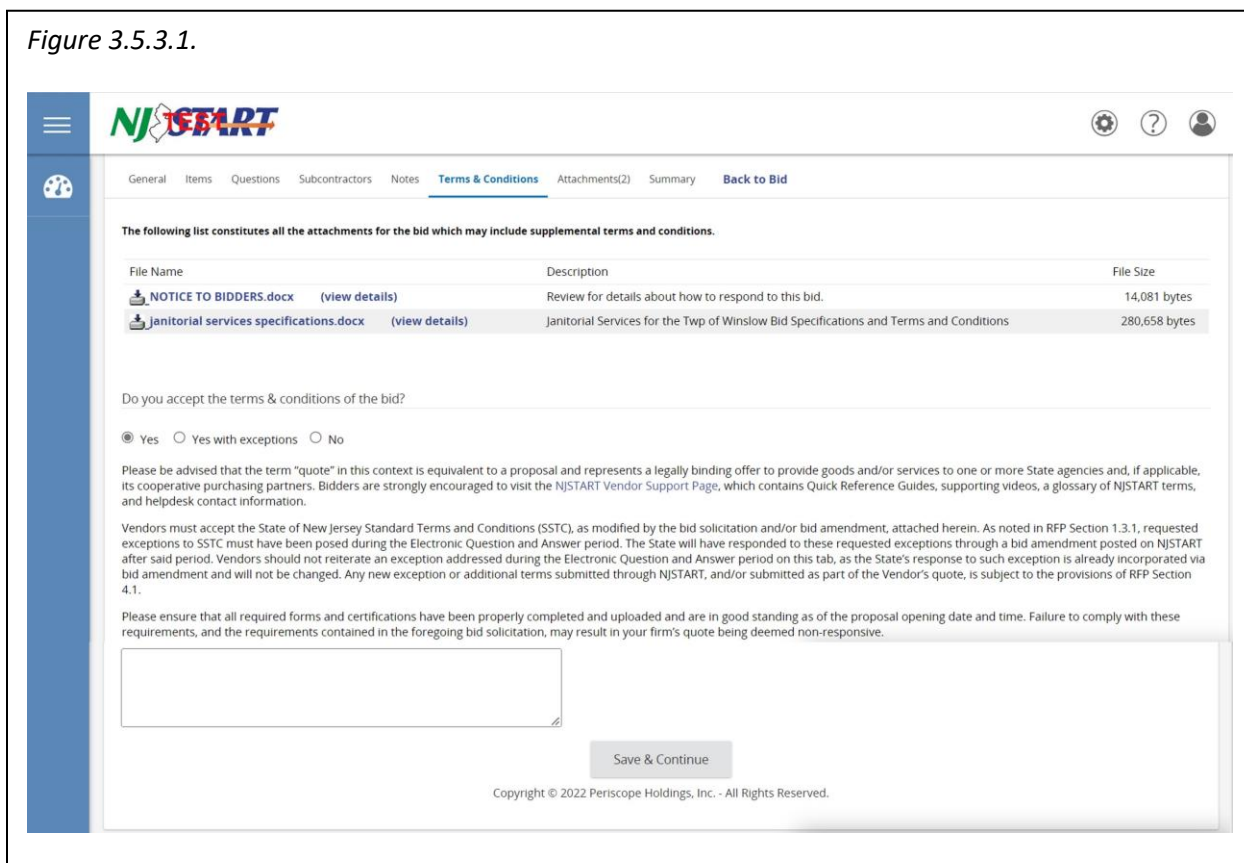 Figure 3.5.3.1.
NJSTART
TEST
General Items Questions Subcontractors Notes Terms & Conditions Attachments(2) Summary Back to Bid
The following list constitutes all the attachments for the bid which may include supplemental terms and conditions.
File Name Description File Size
NOTICE TO BIDDERS.docx (view details) Review for details about how to respond to this bid. 14,081 bytes
janitorial services specifications.docx (view details) Janitorial Services for the Twp of Winslow Bid Specifications and Terms and Conditions 280,658 bytes
Do you accept the terms & conditions of the bid?
Yes Yes with exceptions No
Please be advised that the term "quote" in this context is equivalent to a proposal and represents a legally binding offer to provide goods and/or services to one or more State agencies and, if applicable,
its cooperative purchasing partners. Bidders are strongly encouraged to visit the NJSTART Vendor Support Page, which contains Quick Reference Guides, supporting videos, a glossary of NJSTART terms,
and helpdesk contact information.
Vendors must accept the State of New Jersey Standard Terms and Conditions (SSTC), as modified by the bid solicitation and/or bid amendment, attached herein. As noted in RFP Section 1.3.1, requested
exceptions to SSTC must have been posed during the Electronic Question and Answer period. The State will have responded to these requested exceptions through a bid amendment posted on NJSTART
after said period. Vendors should not reiterate an exception addressed during the Electronic Question and Answer period on this tab, as the State's response to such exception is already incorporated via
bid amendment and will not be changed. Any new exception or additional terms submitted through NJSTART, and/or submitted as part of the Vendor's quote, is subject to the provisions of RFP Section
4.1.
Please ensure that all required forms and certifications have been properly completed and uploaded and are in good standing as of the proposal opening date and time. Failure to comply with these
requirements, and the requirements contained in the foregoing bid solicitation, may result in your firm's quote being deemed non-responsive.
Save & Continue
Copyright © 2022 Periscope Holdings, Inc. - All Rights Reserved.